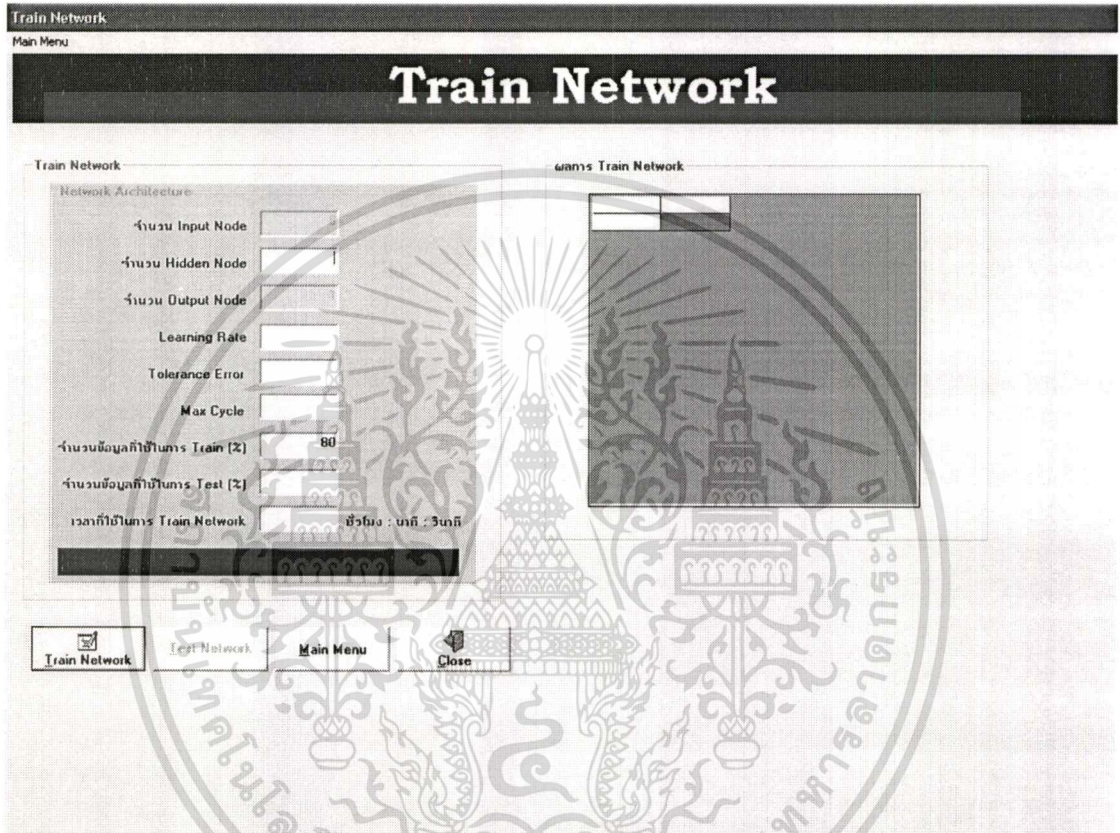 Train Network
Main Menu
Train Network
Train Network
Network Architecture
จำนวน Input Node
จำนวน Hidden Node
จำนวน Output Node
Learning Rate
Tolerance Error
Max Cycle
จำนวนข้อมูลที่ใช้ในการ Train (%)
80
จำนวนข้อมูลที่ใช้ในการ Test (%)
เวลาที่ใช้ในการ Train Network
ชั่วโมง : นาที : วินาที
ผลการ Train Network
Train Network
Test Network
Main Menu
Close